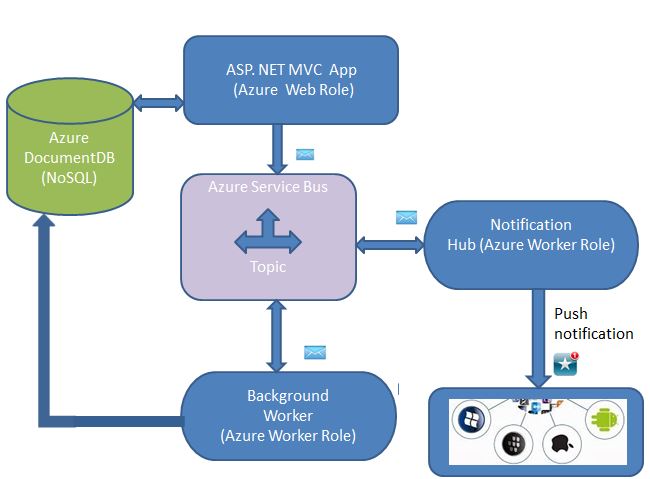 ASP. NET MVC  App
(Azure  Web Role)
Azure
DocumentDB
(NoSQL)
Azure Service Bus
Topic
Notification
Hub (Azure Worker Role)
Push
notification
1
Background
Worker
(Azure Worker Role)